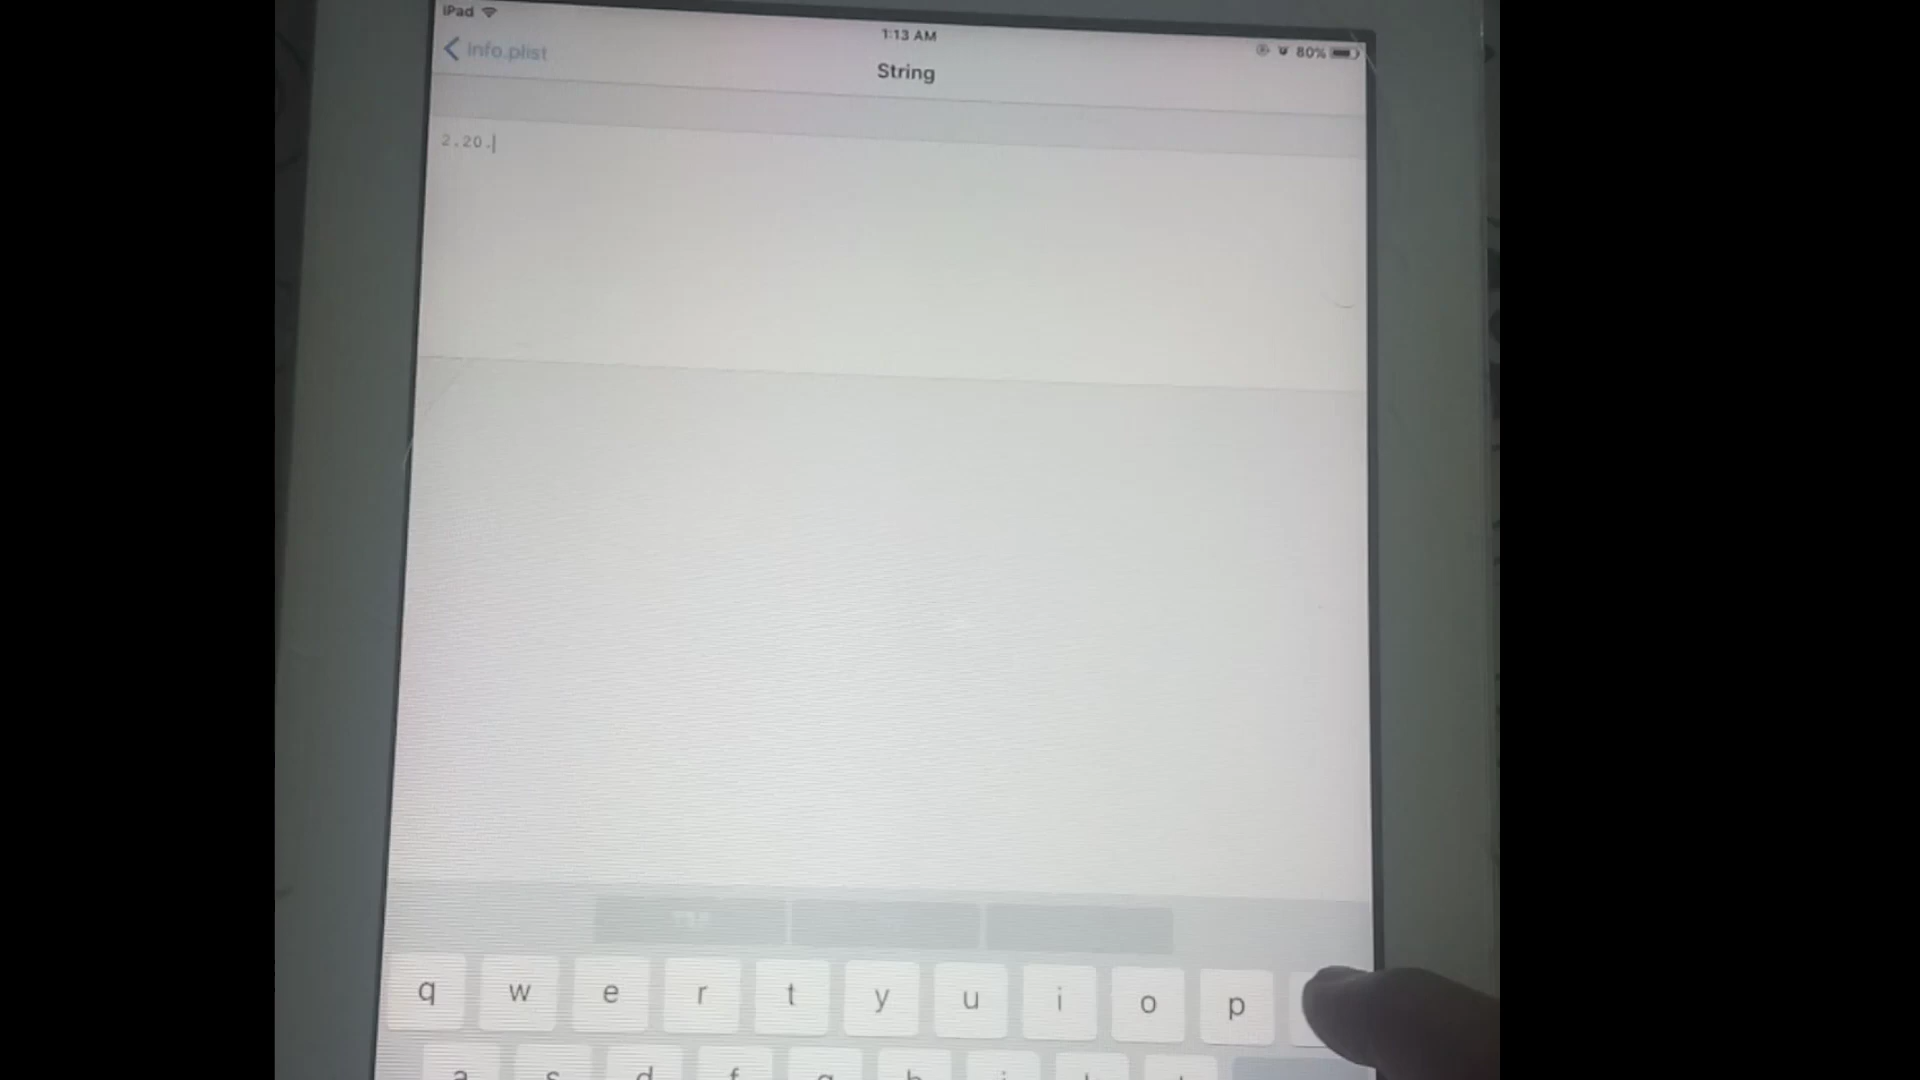 iPad
1:13 AM
80%
Info.plist
String
2.20.
q w e r t y u i o p
a s d f g h j k l